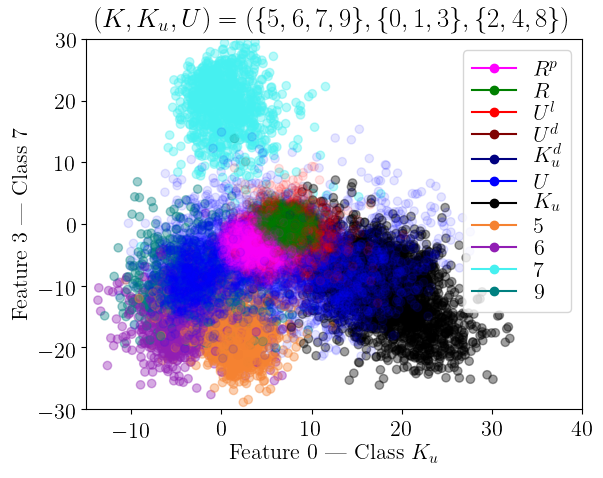 (K, K_u, U) = ({5, 6, 7, 9}, {0, 1, 3}, {2, 4, 8})
30
20
10
0
−10
−20
−30
Feature 3 — Class 7
−10
0
10
20
30
40
Feature 0 — Class K_u
R^p
R
U^l
U^d
K_u^d
U
K_u
5
6
7
9